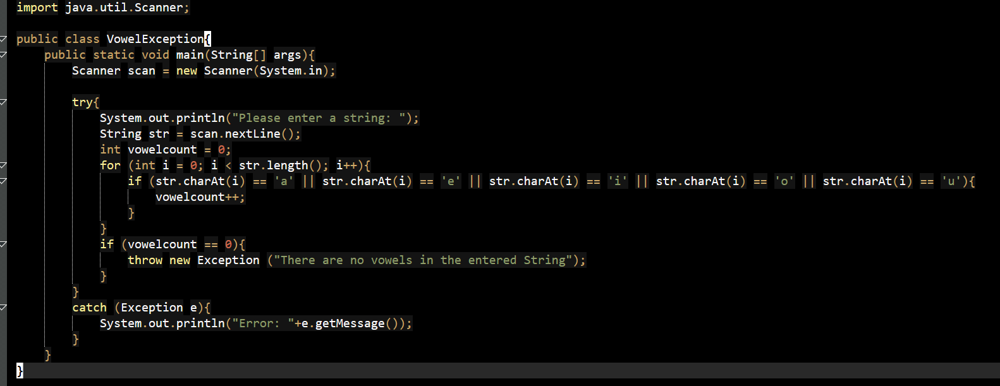 import java.util.Scanner;

public class VowelException{
    public static void main(String[] args){
        Scanner scan = new Scanner(System.in);

        try{
            System.out.println("Please enter a string: ");
            String str = scan.nextLine();
            int vowelcount = 0;
            for (int i = 0; i < str.length(); i++){
                if (str.charAt(i) == 'a' || str.charAt(i) == 'e' || str.charAt(i) == 'i' || str.charAt(i) == 'o' || str.charAt(i) == 'u'){
                    vowelcount++;
                }
            }
            if (vowelcount == 0){
                throw new Exception ("There are no vowels in the entered String");
            }
        }
        catch (Exception e){
            System.out.println("Error: "+e.getMessage());
        }
    }
}